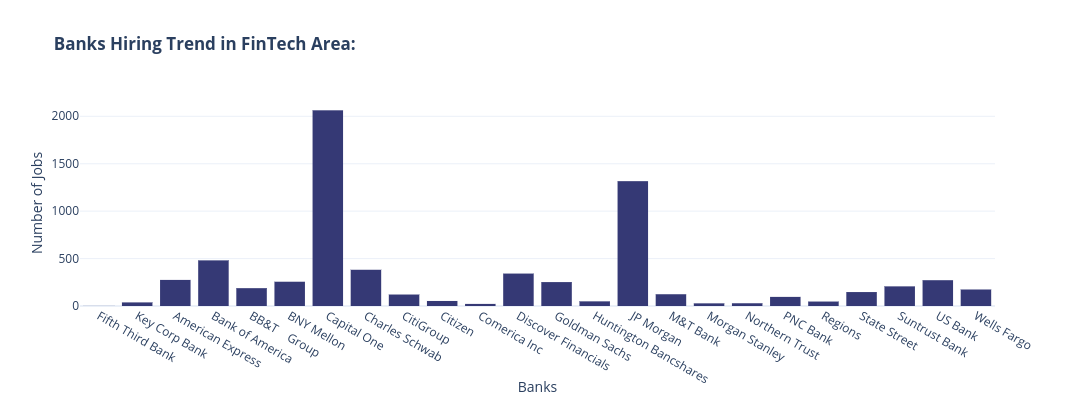 Banks Hiring Trend in FinTech Area:
Number of Jobs
2000
1500
1000
500
0
Fifth Third Bank
Key Corp Bank
American Express
Bank of America
BB&T Group
BNY Mellon
Capital One
Charles Schwab
CitiGroup
Citizen
Comerica Inc
Discover Financials
Goldman Sachs
Huntington Bancshares
JP Morgan
M&T Bank
Morgan Stanley
Northern Trust
PNC Bank
Regions
State Street
Suntrust Bank
US Bank
Wells Fargo
Banks